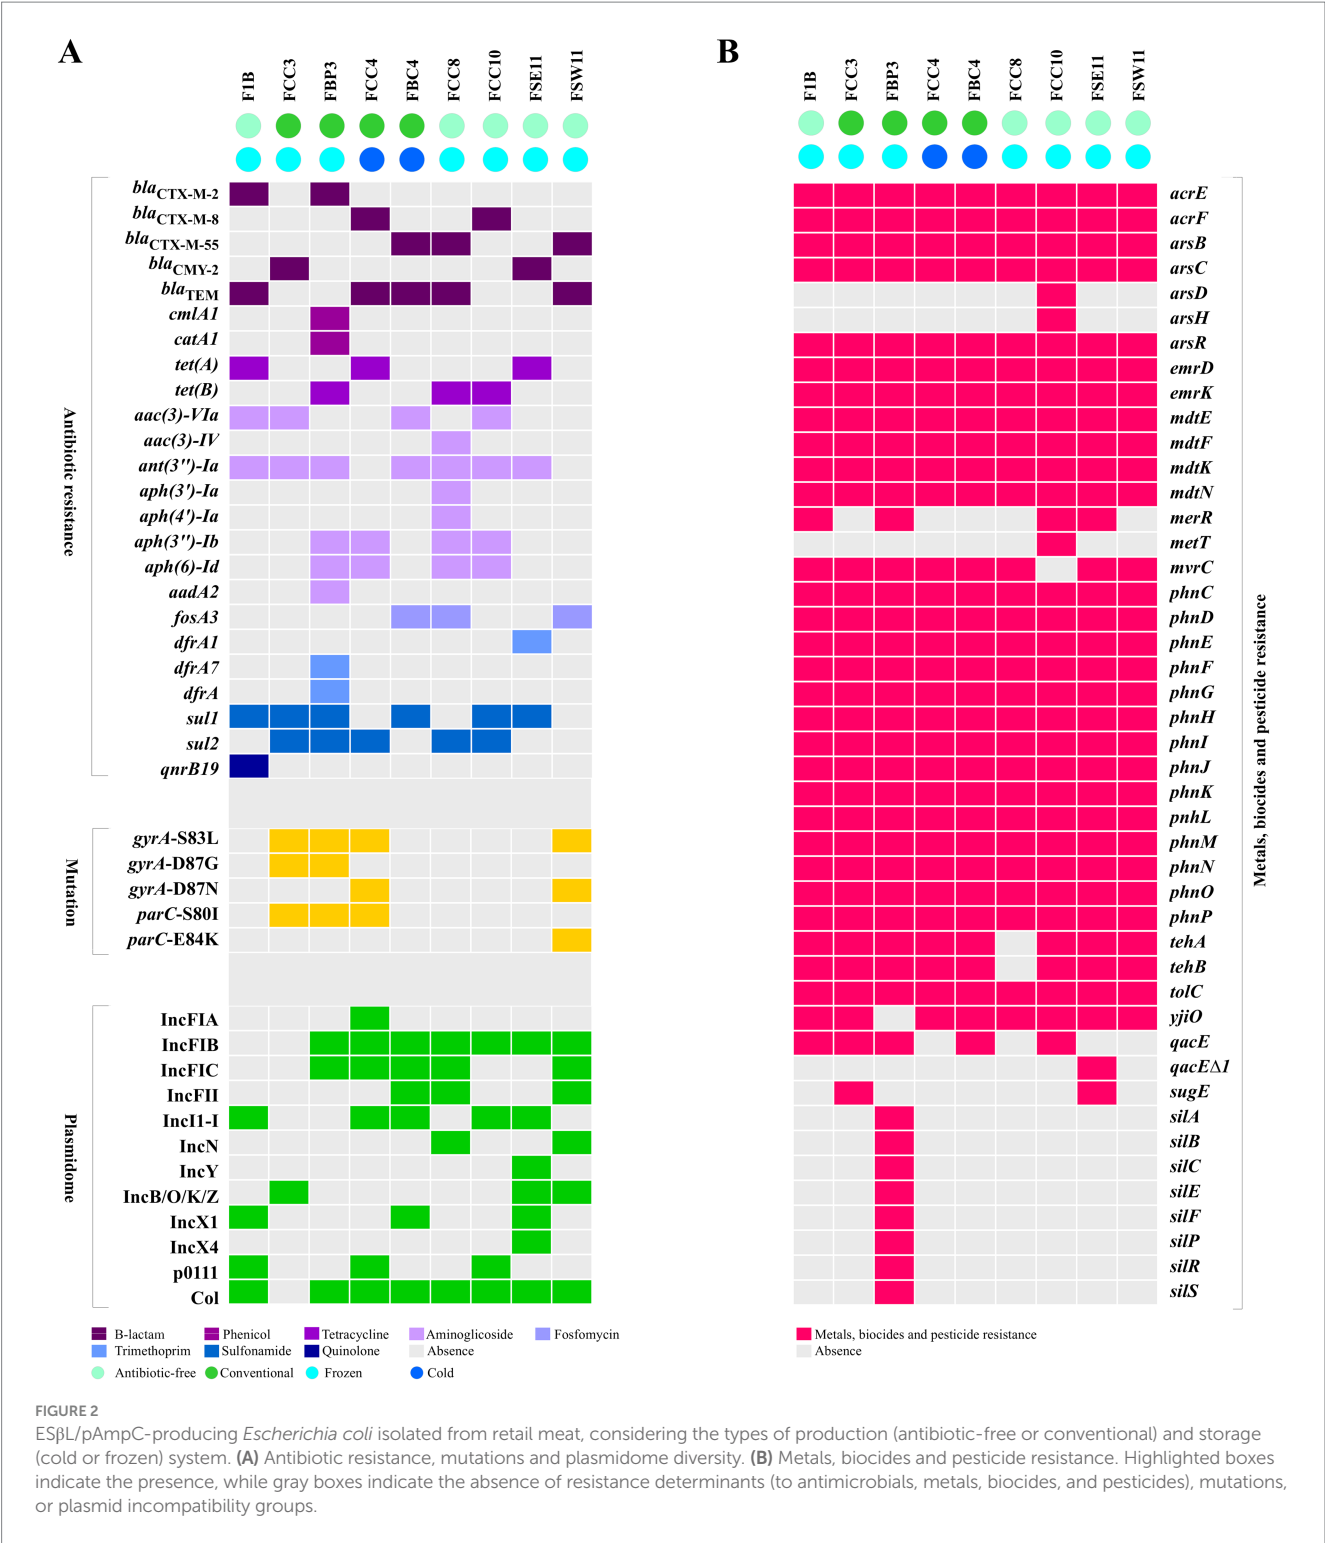 A
B
F1B
FCC3
FBP3
FCC4
FBC4
FCC8
FCC10
FSE11
FSW11
F1B
FCC3
FBP3
FCC4
FBC4
FCC8
FCC10
FSE11
FSW11
Antibiotic resistance
blaCTX-M-2
blaCTX-M-8
blaCTX-M-55
blaCMY-2
blaTEM
cmlA1
catA1
tet(A)
tet(B)
aac(3)-VIa
aac(3)-IV
ant(3")-Ia
aph(3')-Ia
aph(4')-Ia
aph(3")-Ib
aph(6)-Id
aadA2
fosA3
dfrA1
dfrA7
dfrA
sul1
sul2
qnrB19
Mutation
gyrA-S83L
gyrA-D87G
gyrA-D87N
parC-S80I
parC-E84K
Plasmidome
IncFIA
IncFIB
IncFIC
IncFII
IncI1-I
IncN
IncY
IncB/O/K/Z
IncX1
IncX4
p0111
Col
acrE
acrF
arsB
arsC
arsD
arsH
arsR
emrD
emrK
mdtE
mdtF
mdtK
mdtN
merR
metT
mvrC
phnC
phnD
phnE
phnF
phnG
phnH
phnI
phnJ
phnK
pnhL
phnM
phnN
phnO
phnP
tehA
tehB
tolC
yjiO
qacE
qacEΔ1
sugE
silA
silB
silC
silE
silF
silP
silR
silS
Metals, biocides and pesticide resistance
B-lactam Phenicol Tetracycline Aminoglicoside Fosfomycin
Trimethoprim Sulfonamide Quinolone Absence
Antibiotic-free Conventional Frozen Cold
Metals, biocides and pesticide resistance
Absence
FIGURE 2
ESβL/pAmpC-producing Escherichia coli isolated from retail meat, considering the types of production (antibiotic-free or conventional) and storage
(cold or frozen) system. (A) Antibiotic resistance, mutations and plasmidome diversity. (B) Metals, biocides and pesticide resistance. Highlighted boxes
indicate the presence, while gray boxes indicate the absence of resistance determinants (to antimicrobials, metals, biocides, and pesticides), mutations,
or plasmid incompatibility groups.